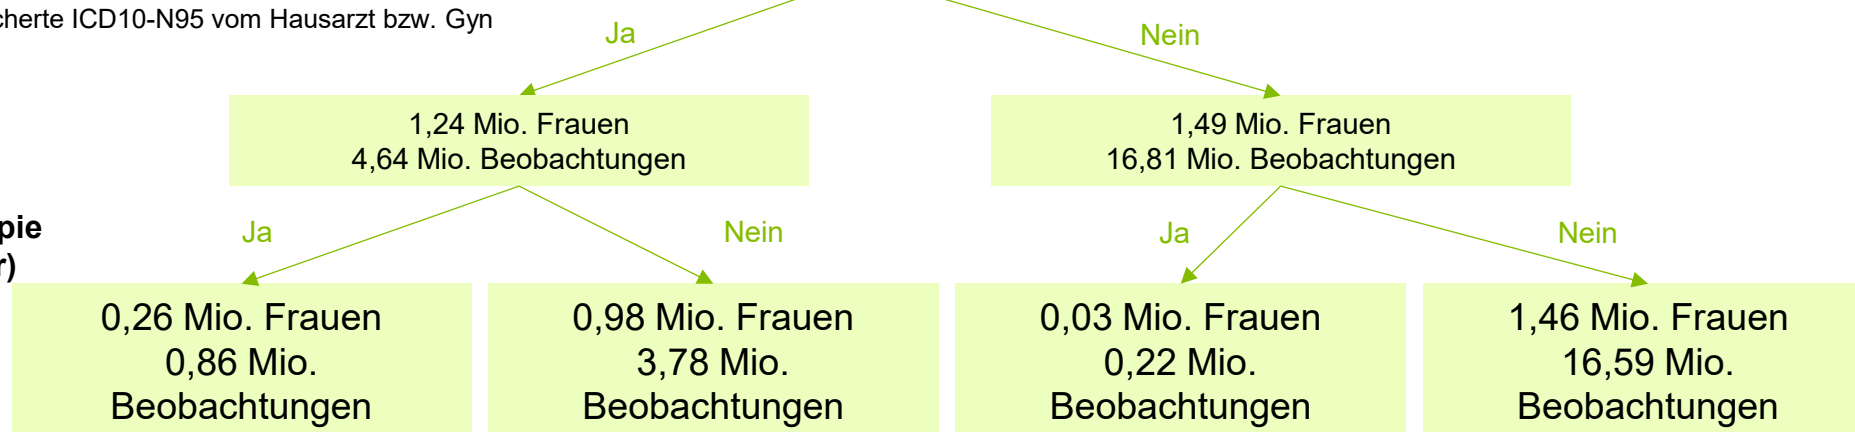 ICD10-N95 vom Hausarzt bzw. Gyn
Ja
Nein
1,24 Mio. Frauen
4,64 Mio. Beobachtungen
1,49 Mio. Frauen
16,81 Mio. Beobachtungen
Ja
Nein
Ja
Nein
0,26 Mio. Frauen
0,86 Mio.
Beobachtungen
0,98 Mio. Frauen
3,78 Mio.
Beobachtungen
0,03 Mio. Frauen
0,22 Mio.
Beobachtungen
1,46 Mio. Frauen
16,59 Mio.
Beobachtungen